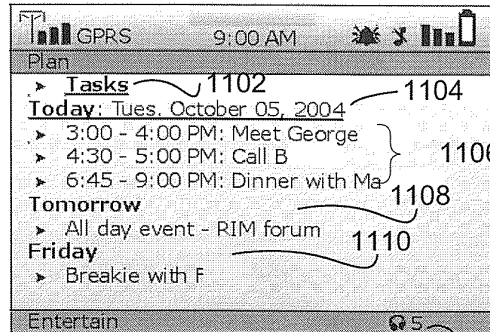 GPRS 9:00 AM
Plan
Tasks 1102
Today: Tues. October 05, 2004 1104
3:00 - 4:00 PM: Meet George
4:30 - 5:00 PM: Call B 1106
6:45 - 9:00 PM: Dinner with Ma
Tomorrow 1108
All day event - RIM forum
Friday 1110
Breakie with F
Entertain 5